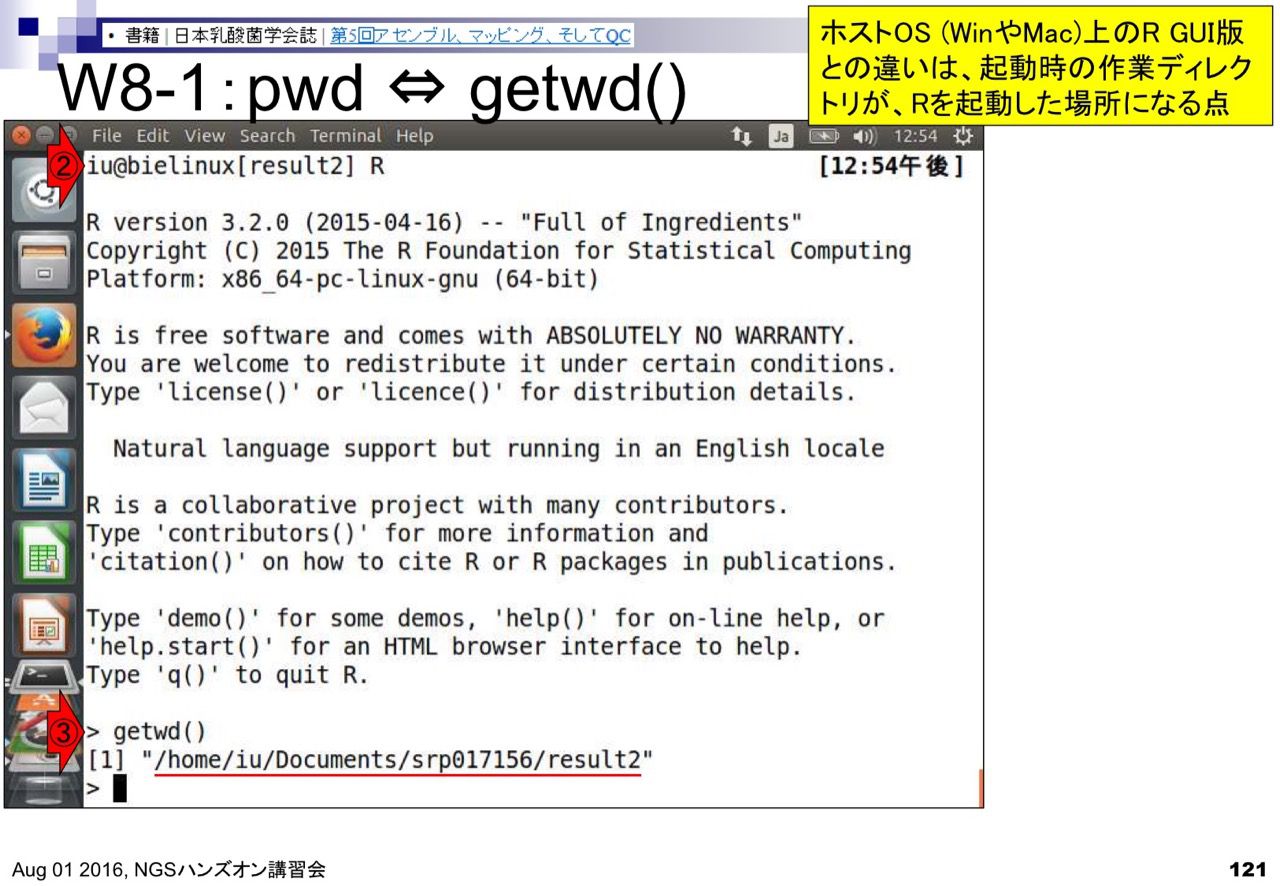 • 書籍 | 日本乳酸菌学会誌 | 第5回アセンブル、マッピング、そしてQC
W8-1：pwd ⇔ getwd()
ホストOS (WinやMac)上のR GUI版
との違いは、起動時の作業ディレク
トリが、Rを起動した場所になる点
File Edit View Search Terminal Help
Ja
12:54
②
iu@bielinux[result2] R [12:54午後]
R version 3.2.0 (2015-04-16) -- "Full of Ingredients"
Copyright (C) 2015 The R Foundation for Statistical Computing
Platform: x86_64-pc-linux-gnu (64-bit)
R is free software and comes with ABSOLUTELY NO WARRANTY.
You are welcome to redistribute it under certain conditions.
Type 'license()' or 'licence()' for distribution details.
Natural language support but running in an English locale
R is a collaborative project with many contributors.
Type 'contributors()' for more information and
'citation()' on how to cite R or R packages in publications.
Type 'demo()' for some demos, 'help()' for on-line help, or
'help.start()' for an HTML browser interface to help.
Type 'q()' to quit R.
③
> getwd()
[1] "/home/iu/Documents/srp017156/result2"
>
Aug 01 2016, NGSハンズオン講習会
121